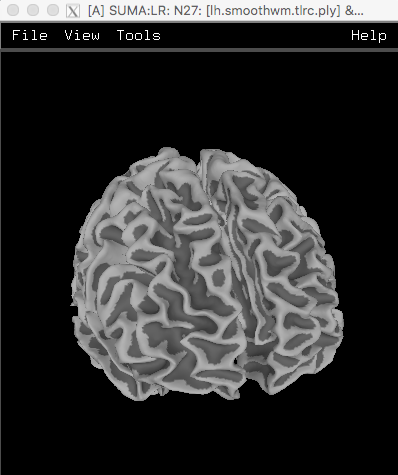 [A] SUMA:LR: N27: [lh.smoothwm.tlrc.ply] &...
File View Tools Help